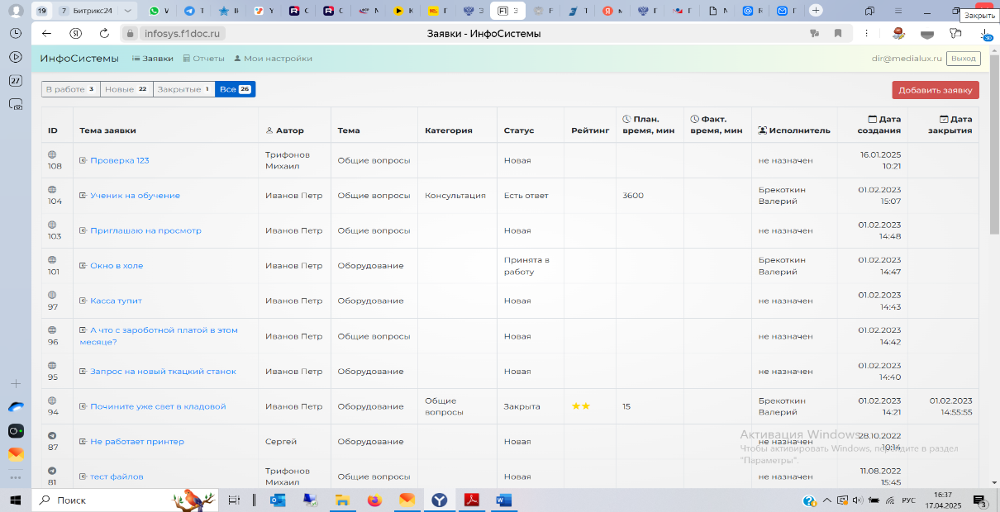 19
7 Битрикс24
Закрыть
infosys.f1doc.ru
Заявки - ИнфоСистемы
30
27
ИнфоСистемы Заявки Отчеты Мои настройки dir@medialux.ru Выход
В работе 3 Новые 22 Закрытые 1 Все 26 Добавить заявку
ID Тема заявки Автор Тема Категория Статус Рейтинг План. время, мин Факт. время, мин Исполнитель Дата создания Дата закрытия
108 Проверка 123 Трифонов Михаил Общие вопросы Новая не назначен 16.01.2025 10:21
104 Ученик на обучение Иванов Петр Общие вопросы Консультация Есть ответ 3600 Брекоткин Валерий 01.02.2023 15:07
103 Приглашаю на просмотр Иванов Петр Общие вопросы Новая не назначен 01.02.2023 14:48
101 Окно в холе Иванов Петр Оборудование Принята в работу Брекоткин Валерий 01.02.2023 14:47
97 Касса тупит Иванов Петр Оборудование Новая не назначен 01.02.2023 14:43
96 А что с зароботной платой в этом месяце? Иванов Петр Общие вопросы Новая не назначен 01.02.2023 14:42
95 Запрос на новый ткацкий станок Иванов Петр Оборудование Новая не назначен 01.02.2023 14:40
94 Почините уже свет в кладовой Иванов Петр Оборудование Общие вопросы Закрыта 15 Брекоткин Валерий 01.02.2023 14:21 01.02.2023 14:55:55
87 Не работает принтер Сергей Оборудование Новая не назначен 28.10.2022 10:14
81 тест файлов Трифонов Михаил Общие вопросы Новая не назначен 11.08.2022 15:45
Активация Windows
Чтобы активировать Windows, перейдите в раздел
"Параметры".
Поиск
РУС
16:37
17.04.2025
3